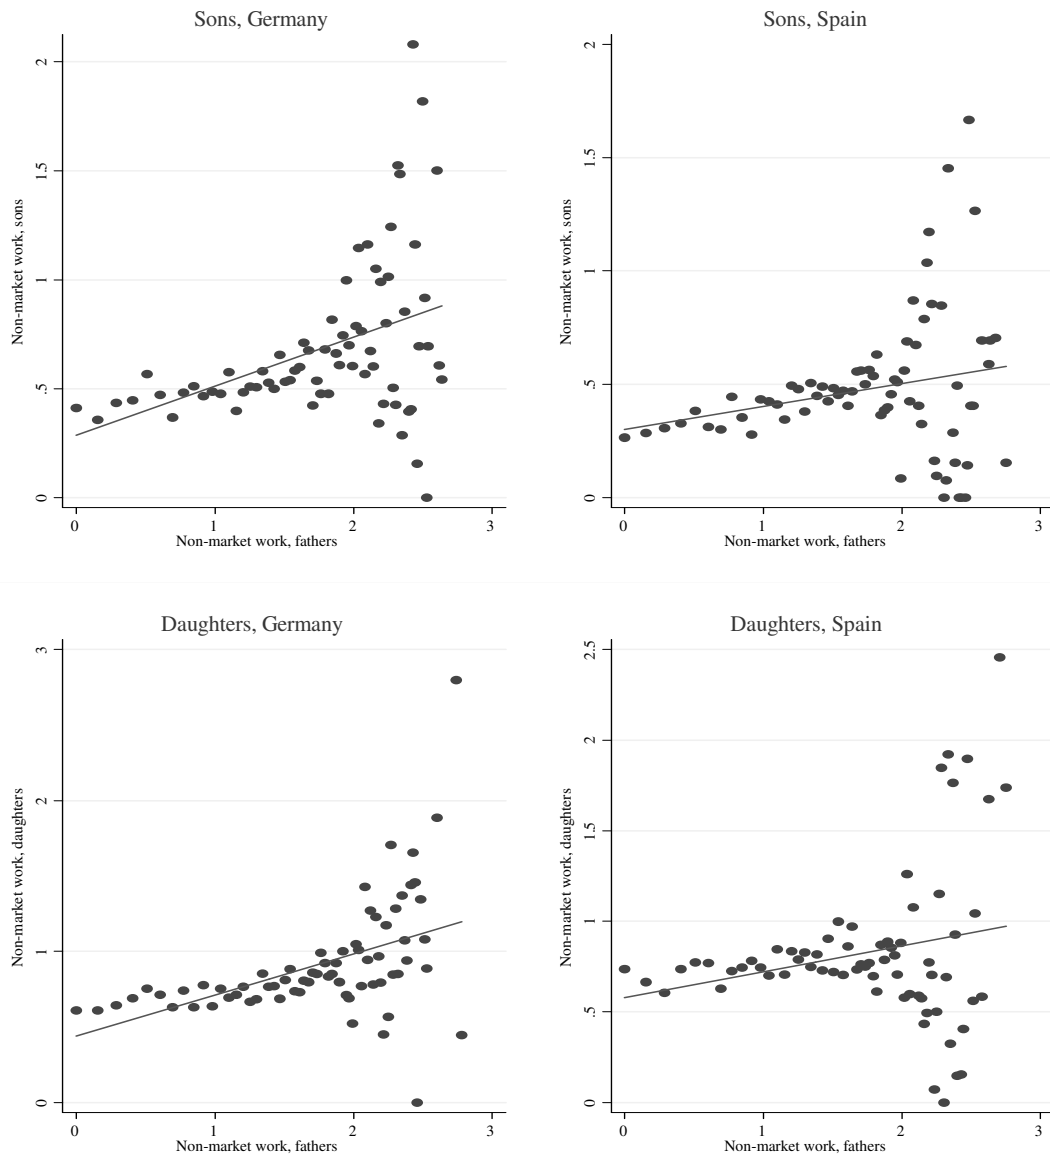 Sons, Germany
Non-market work, sons
2
1.5
1
.5
0
0 1 2 3
Non-market work, fathers
Sons, Spain
Non-market work, sons
2
1.5
1
.5
0
0 1 2 3
Non-market work, fathers
Daughters, Germany
Non-market work, daughters
3
2
1
0
0 1 2 3
Non-market work, fathers
Daughters, Spain
Non-market work, daughters
2.5
2
1.5
1
.5
0
0 1 2 3
Non-market work, fathers